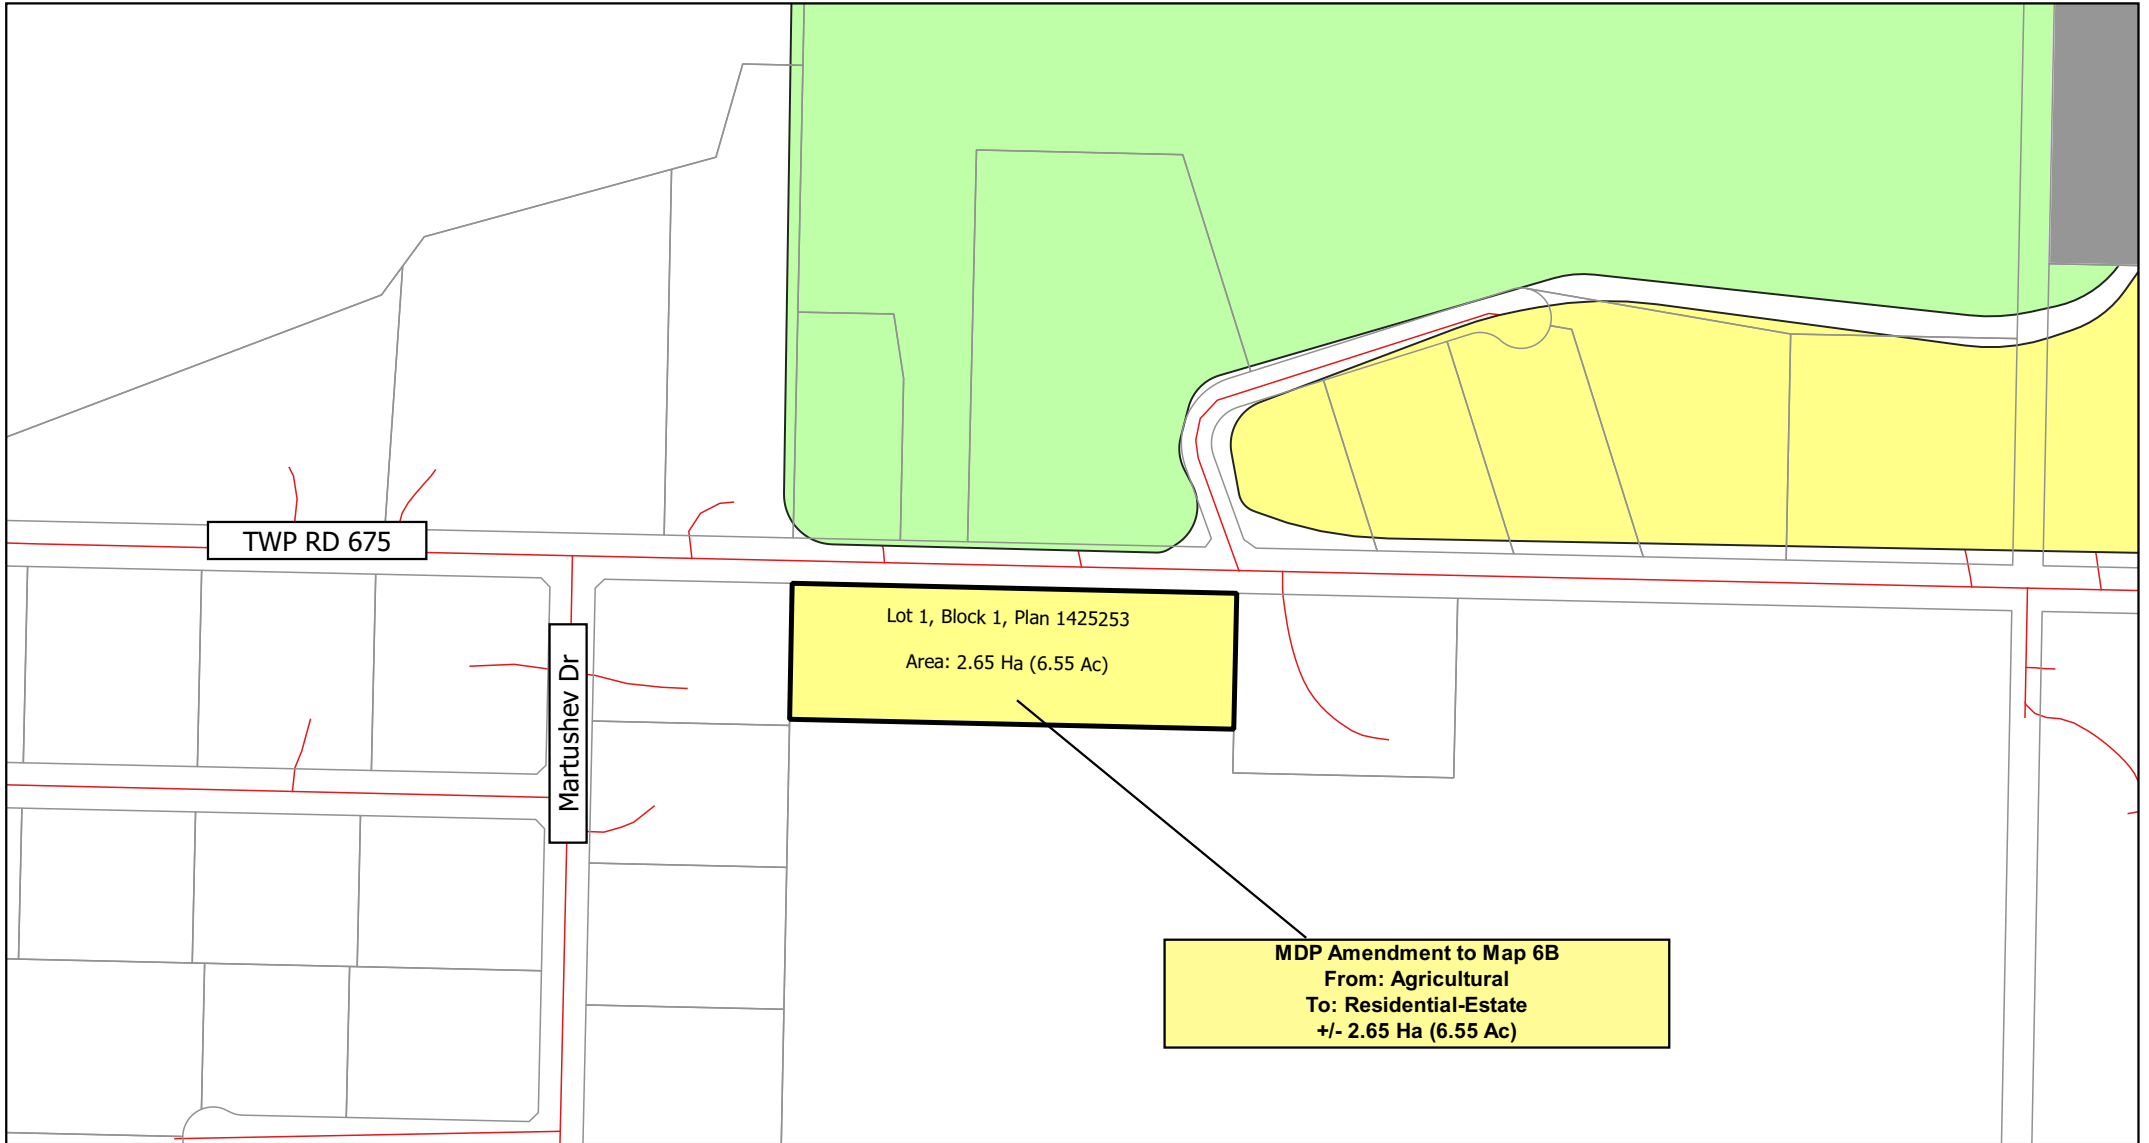 TWP RD 675
Lot 1, Block 1, Plan 1425253
Area: 2.65 Ha (6.55 Ac)
Martushev Dr
MDP Amendment to Map 6B
From: Agricultural
To: Residential-Estate
+/- 2.65 Ha (6.55 Ac)